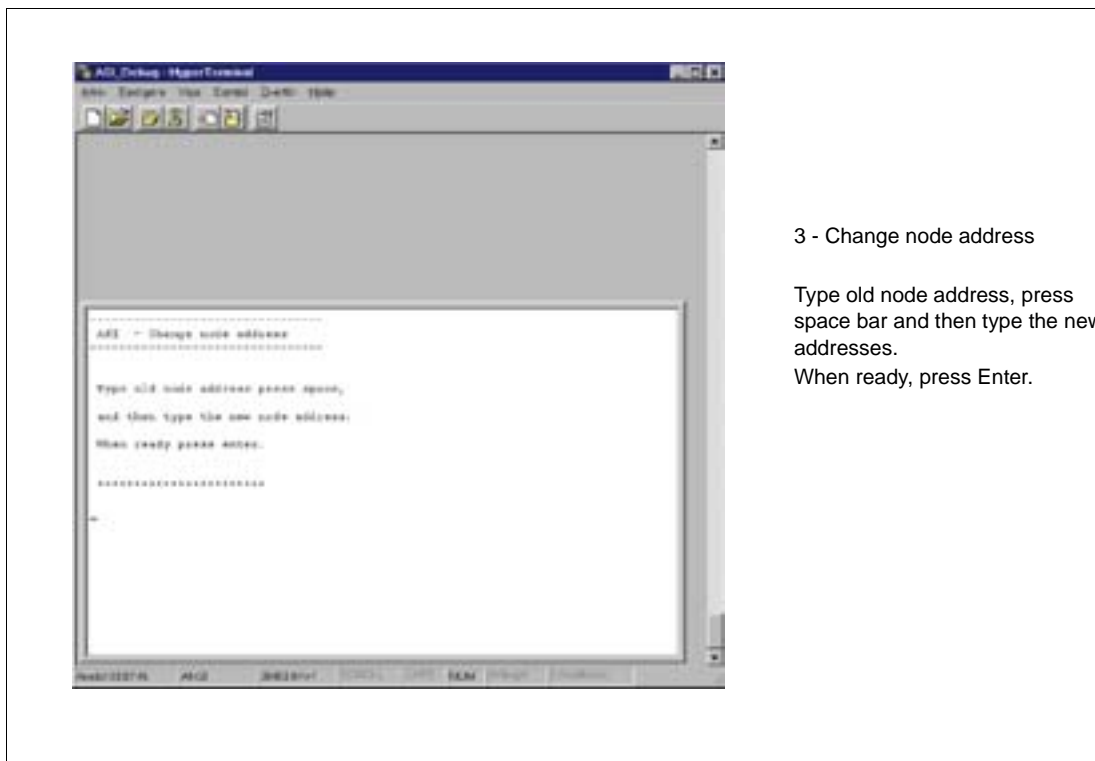 HyperTerminal
- Change node address
Type old node address press space,
and then type the new node address.
When ready press enter.
NUM
3 - Change node address
Type old node address, press
space bar and then type the new
addresses.
When ready, press Enter.